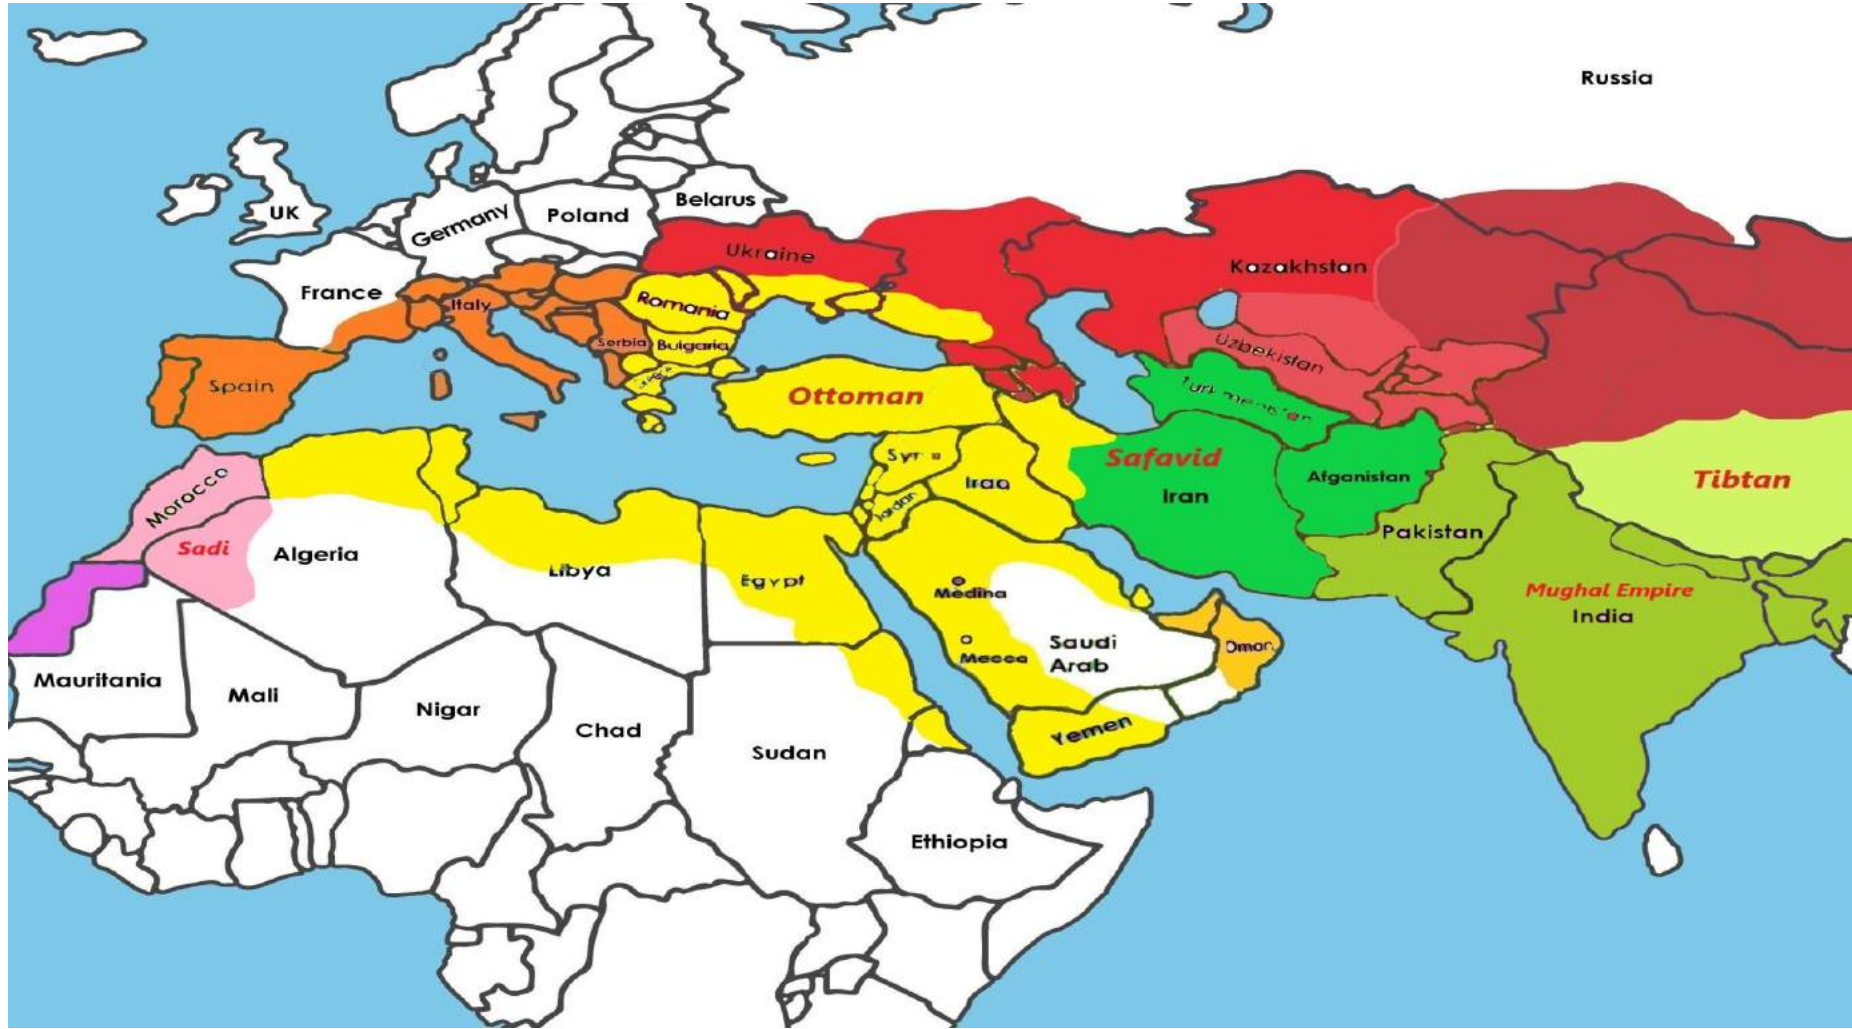 Russia
Belarus
UK
Poland
Germany
Ukraine
Kazakhstan
France
Italy
Romania
Serbia
Bulgaria
Uzbekistan
Spain
Ottoman
Safavid
Syria
Iraq
Iran
Afganistan
Tibtan
Morocco
Jordan
Pakistan
Sadi
Algeria
Libya
Egypt
Medina
Mughal Empire
India
Saudi
Arab
Mecca
Oman
Mauritania
Mali
Nigar
Chad
Sudan
Yemen
Ethiopia